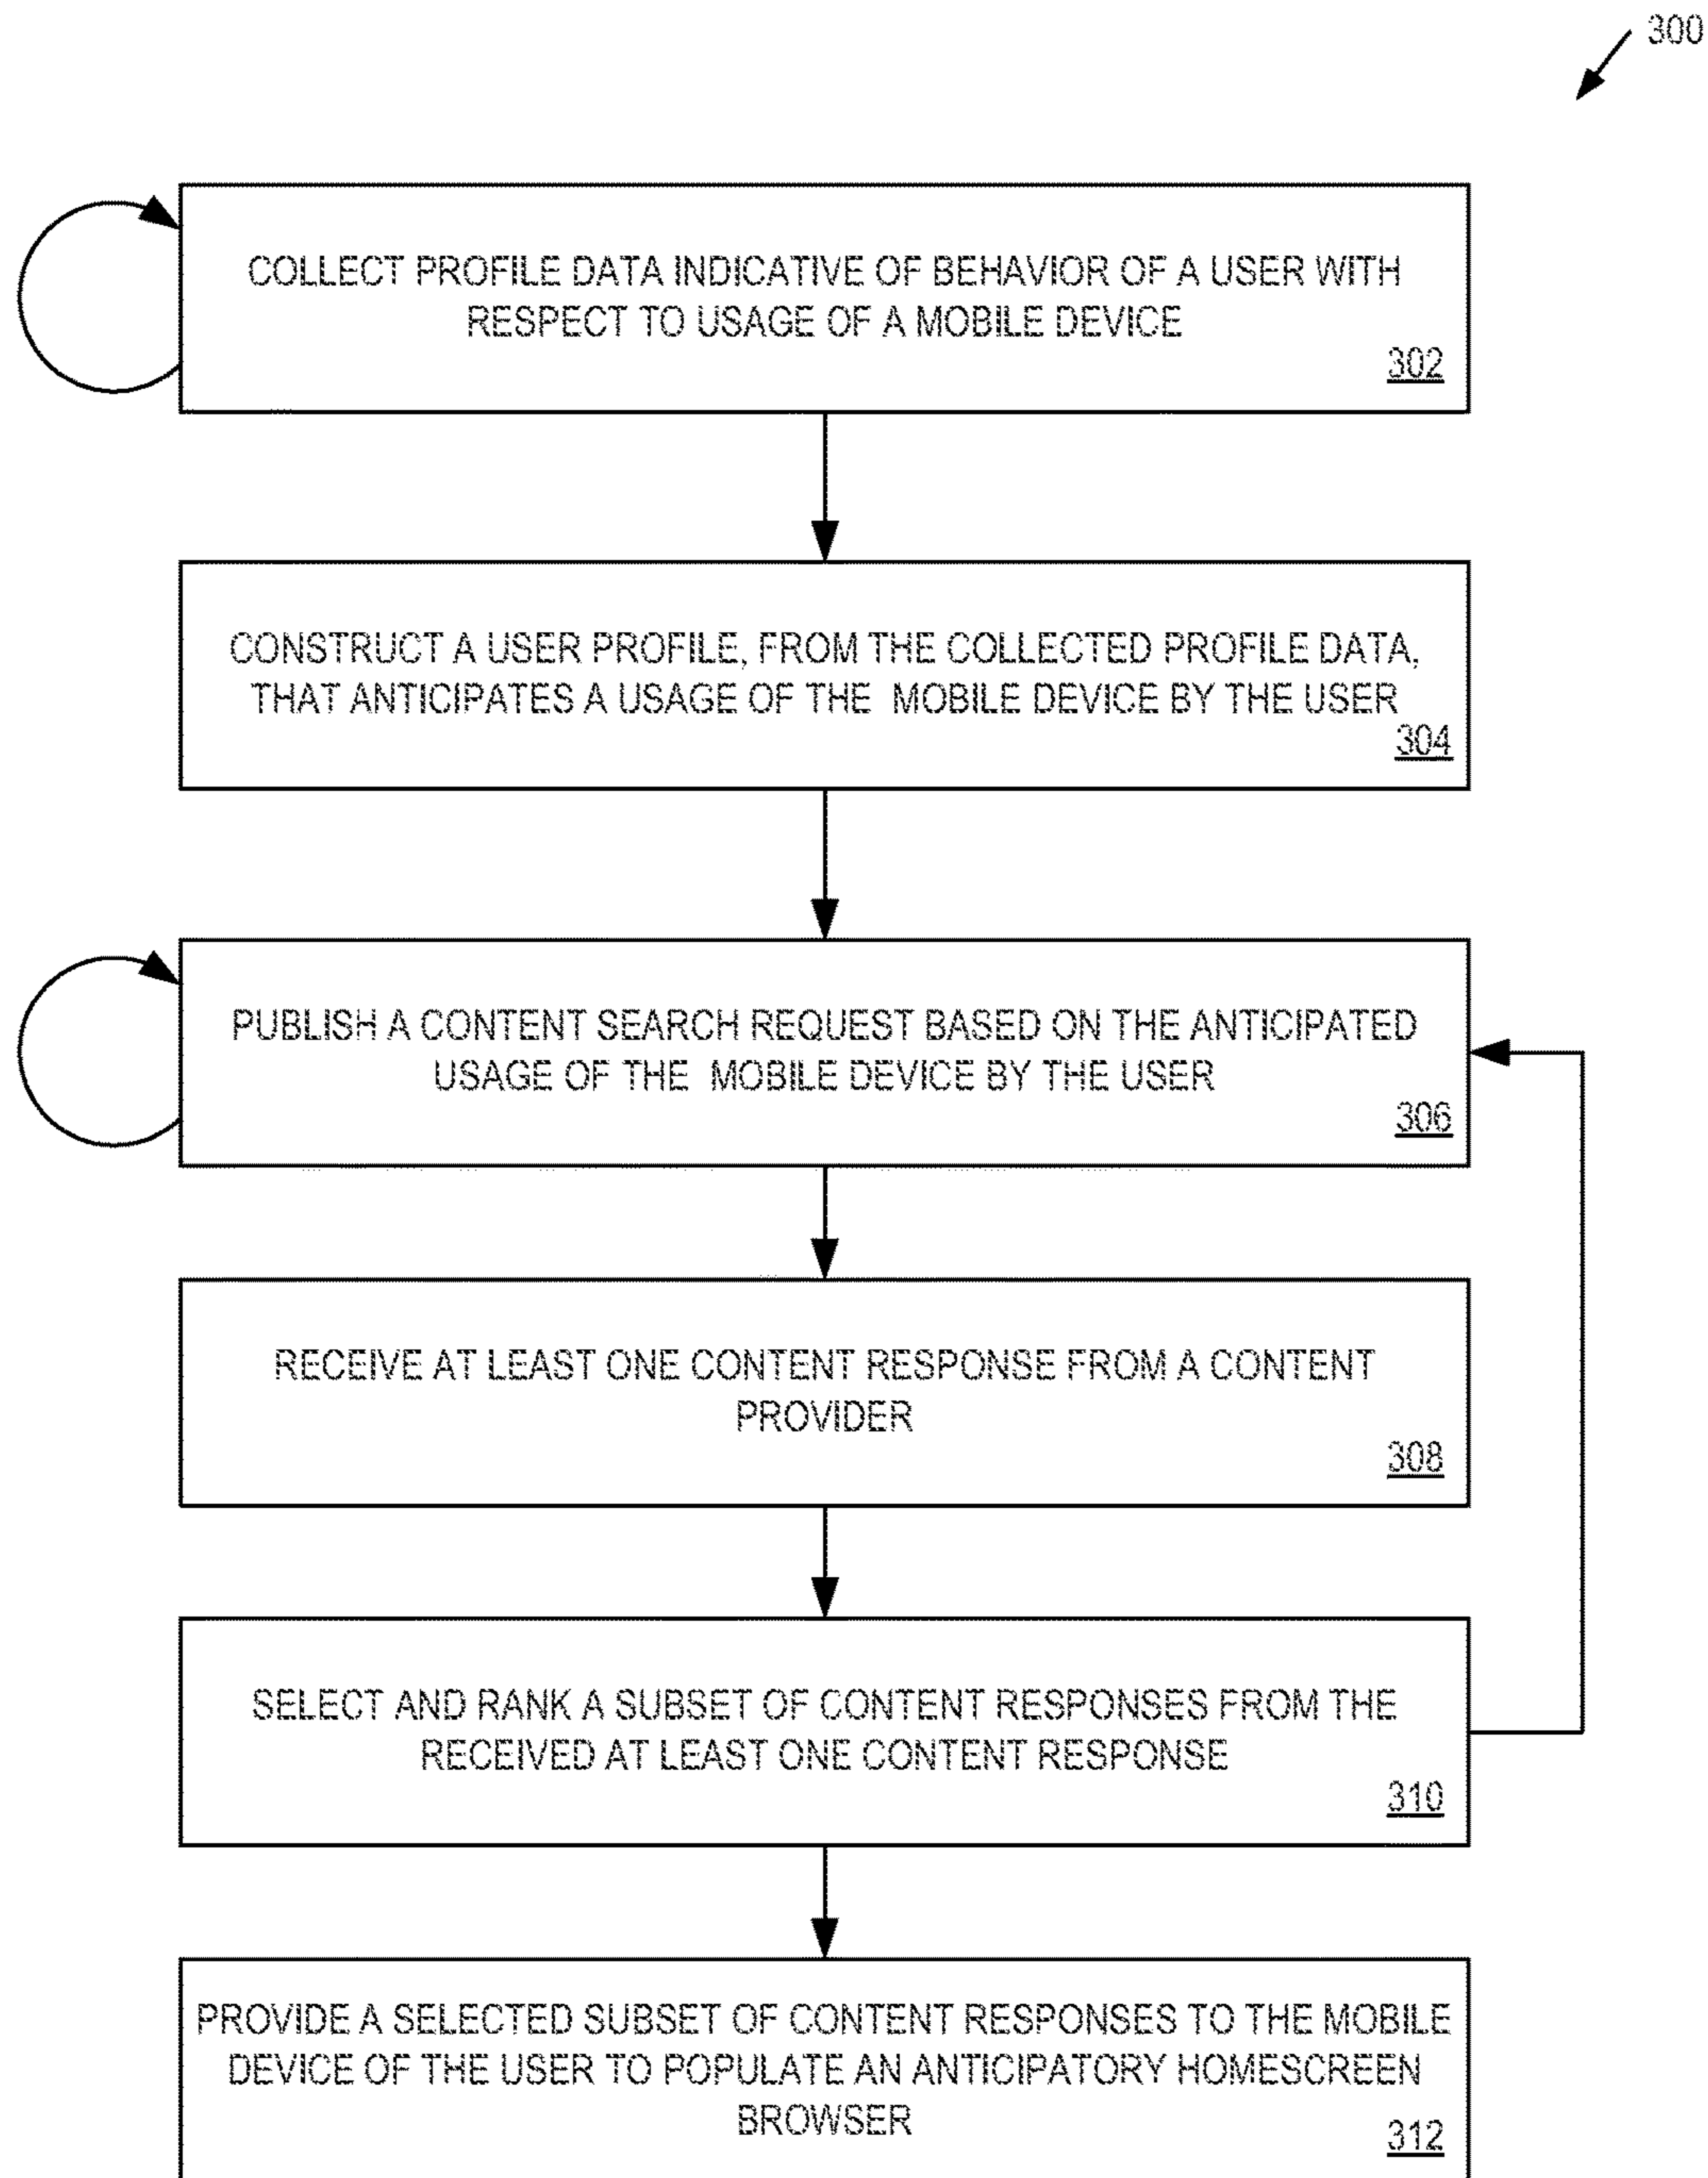 300
COLLECT PROFILE DATA INDICATIVE OF BEHAVIOR OF A USER WITH
RESPECT TO USAGE OF A MOBILE DEVICE
302
CONSTRUCT A USER PROFILE, FROM THE COLLECTED PROFILE DATA,
THAT ANTICIPATES A USAGE OF THE MOBILE DEVICE BY THE USER
304
PUBLISH A CONTENT SEARCH REQUEST BASED ON THE ANTICIPATED
USAGE OF THE MOBILE DEVICE BY THE USER
306
RECEIVE AT LEAST ONE CONTENT RESPONSE FROM A CONTENT
PROVIDER
308
SELECT AND RANK A SUBSET OF CONTENT RESPONSES FROM THE
RECEIVED AT LEAST ONE CONTENT RESPONSE
310
PROVIDE A SELECTED SUBSET OF CONTENT RESPONSES TO THE MOBILE
DEVICE OF THE USER TO POPULATE AN ANTICIPATORY HOMESCREEN
BROWSER
312